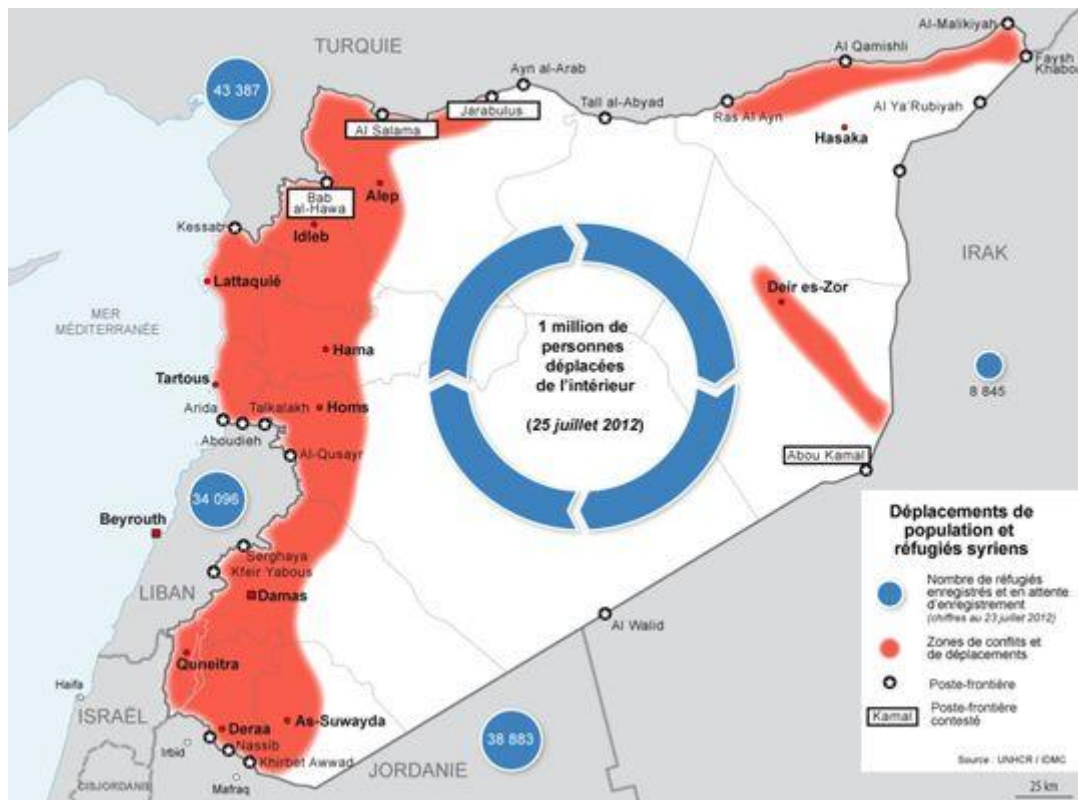 TURQUIE
Al-Malikiyah
Al Qamishli
Faysh
Khabou
Ayn al-Arab
43 387
Jarabulus
Tall al-Abyad
Ras Al Ayn
Al Ya'Rubiyah
Al Salama
Hasaka
Alep
Bab
al-Hawa
Kessab
Idleb
IRAK
Lattaquié
Deir es-Zor
MER
MÉDITERRANÉE
1 million de
personnes
déplacées
de l'intérieur
(25 juillet 2012)
Hama
8 845
Tartous
Arida
Talkalakh
Homs
Aboudieh
Al-Qusayr
Abou Kamal
34 096
Beyrouth
Serghaya
Kfeir Yabous
LIBAN
Damas
Al Walid
Quneitra
Haifa
ISRAËL
As-Suwayda
Deraa
Nassib
Irbid
Khirbet Awwad
38 883
JORDANIE
CISJORDANIE
Mafraq
Déplacements de
population et
réfugiés syriens
Nombre de réfugiés
enregistrés et en attente
d'enregistrement
(chiffres au 23 juillet 2012)
Zones de conflits et
de déplacements
Poste-frontière
Kamal
Poste-frontière
contesté
Source : UNHCR / IDMC
25 km